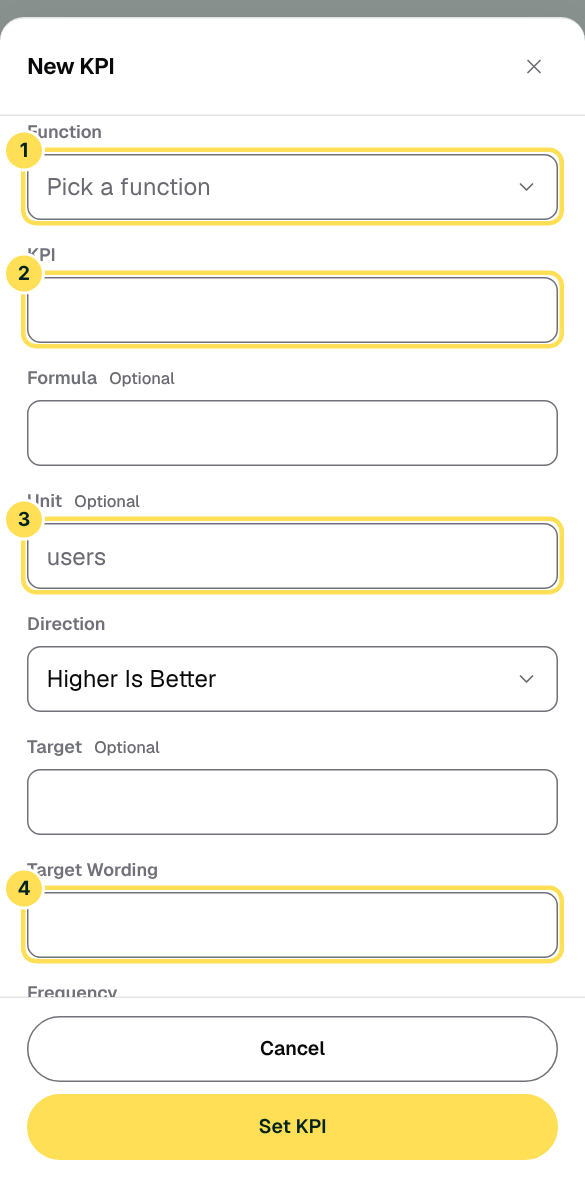 New KPI
Function
1
Pick a function
KPI
2
Formula Optional
Unit Optional
3
users
Direction
Higher Is Better
Target Optional
Target Wording
4
Frequency
Cancel
Set KPI